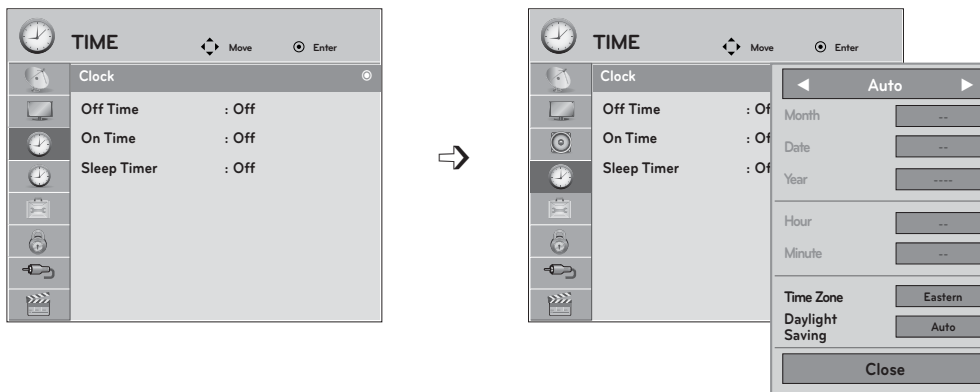 TIME
Move
Enter
Clock
Off Time : Off
On Time : Off
Sleep Timer : Off
TIME
Move
Enter
Clock
Off Time : Of
On Time : Of
Sleep Timer : Of
Auto
Month --
Date --
Year ----
Hour --
Minute --
Time Zone Eastern
Daylight
Saving Auto
Close